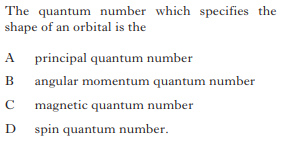 The quantum number which specifies the
shape of an orbital is the
A principal quantum number
B angular momentum quantum number
C magnetic quantum number
D spin quantum number.